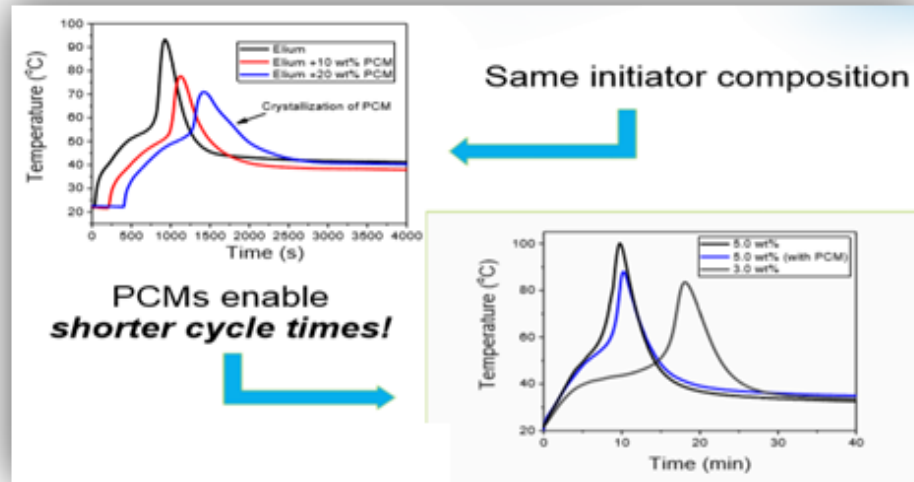 100
90
80
70
60
50
40
30
20
Temperature (°C)
Elium
Elium +10 wt% PCM
Elium +20 wt% PCM
Crystallization of PCM
0 500 1000 1500 2000 2500 3000 3500 4000
Time (s)
Same initiator composition
PCMs enable
shorter cycle times!
100
80
60
40
20
Temperature (°C)
5.0 wt%
5.0 wt% (with PCM)
3.0 wt%
0 10 20 30 40
Time (min)